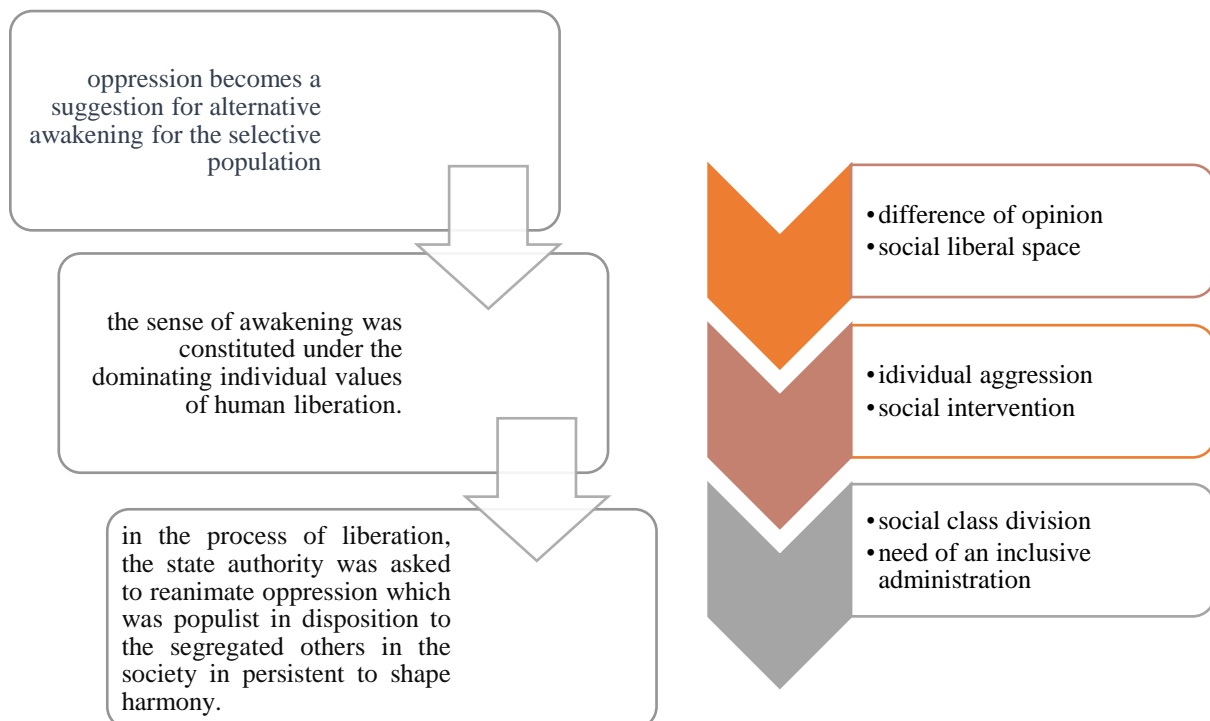 oppression becomes a
suggestion for alternative
awakening for the selective
population
the sense of awakening was
constituted under the
dominating individual values
of human liberation.
in the process of liberation,
the state authority was asked
to reanimate oppression which
was populist in disposition to
the segregated others in the
society in persistent to shape
harmony.
•difference of opinion
•social liberal space
•idividual aggression
•social intervention
•social class division
•need of an inclusive
administration